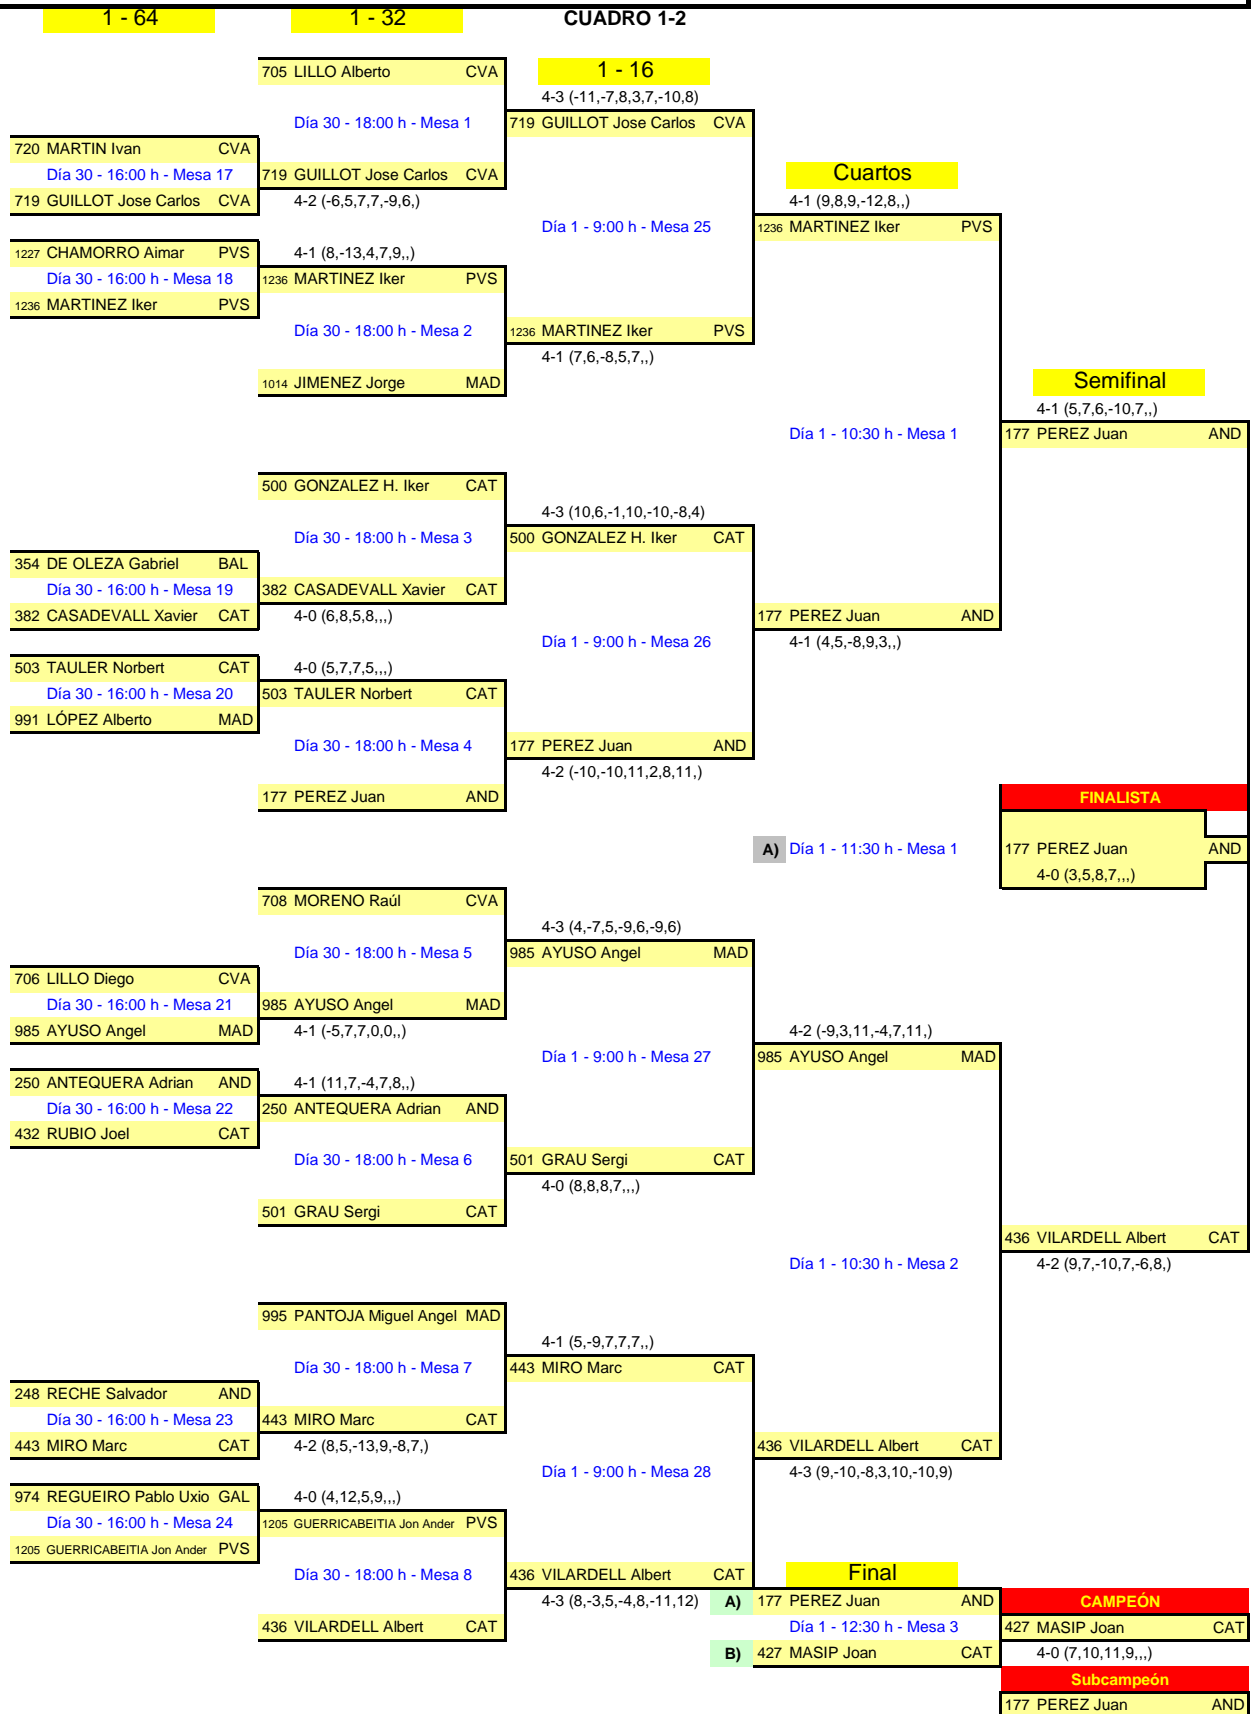 1 - 64 1 - 32 CUADRO 1-2
705 LILLO Alberto CVA 1 - 16
4-3 (-11,-7,8,3,7,-10,8)
Día 30 - 18:00 h - Mesa 1 719 GUILLOT Jose Carlos CVA
720 MARTIN Ivan CVA
Día 30 - 16:00 h - Mesa 17 719 GUILLOT Jose Carlos CVA Cuartos
719 GUILLOT Jose Carlos CVA 4-2 (-6,5,7,7,-9,6,) 4-1 (9,8,9,-12,8,,)
Día 1 - 9:00 h - Mesa 25 1236 MARTINEZ Iker PVS
1227 CHAMORRO Aimar PVS 4-1 (8,-13,4,7,9,,)
Día 30 - 16:00 h - Mesa 18 1236 MARTINEZ Iker PVS
1236 MARTINEZ Iker PVS
Día 30 - 18:00 h - Mesa 2 1236 MARTINEZ Iker PVS
4-1 (7,6,-8,5,7,,)
1014 JIMENEZ Jorge MAD Semifinal
4-1 (5,7,6,-10,7,,)
Día 1 - 10:30 h - Mesa 1 177 PEREZ Juan AND
500 GONZALEZ H. Iker CAT
4-3 (10,6,-1,10,-10,-8,4)
Día 30 - 18:00 h - Mesa 3 500 GONZALEZ H. Iker CAT
354 DE OLEZA Gabriel BAL
Día 30 - 16:00 h - Mesa 19 382 CASADEVALL Xavier CAT
382 CASADEVALL Xavier CAT 4-0 (6,8,5,8,,,) 177 PEREZ Juan AND
Día 1 - 9:00 h - Mesa 26 4-1 (4,5,-8,9,3,,)
503 TAULER Norbert CAT 4-0 (5,7,7,5,,,)
Día 30 - 16:00 h - Mesa 20 503 TAULER Norbert CAT
991 LÓPEZ Alberto MAD
Día 30 - 18:00 h - Mesa 4 177 PEREZ Juan AND
4-2 (-10,-10,11,2,8,11,)
177 PEREZ Juan AND FINALISTA
A) Día 1 - 11:30 h - Mesa 1 177 PEREZ Juan AND
4-0 (3,5,8,7,,,)
708 MORENO Raúl CVA
4-3 (4,-7,5,-9,6,-9,6)
Día 30 - 18:00 h - Mesa 5 985 AYUSO Angel MAD
706 LILLO Diego CVA
Día 30 - 16:00 h - Mesa 21 985 AYUSO Angel MAD
985 AYUSO Angel MAD 4-1 (-5,7,7,0,0,,) 4-2 (-9,3,11,-4,7,11,)
Día 1 - 9:00 h - Mesa 27 985 AYUSO Angel MAD
250 ANTEQUERA Adrian AND 4-1 (11,7,-4,7,8,,)
Día 30 - 16:00 h - Mesa 22 250 ANTEQUERA Adrian AND
432 RUBIO Joel CAT
Día 30 - 18:00 h - Mesa 6 501 GRAU Sergi CAT
4-0 (8,8,8,7,,,)
501 GRAU Sergi CAT
436 VILARDELL Albert CAT
Día 1 - 10:30 h - Mesa 2 4-2 (9,7,-10,7,-6,8,)
995 PANTOJA Miguel Angel MAD
4-1 (5,-9,7,7,7,,)
Día 30 - 18:00 h - Mesa 7 443 MIRO Marc CAT
248 RECHE Salvador AND
Día 30 - 16:00 h - Mesa 23 443 MIRO Marc CAT
443 MIRO Marc CAT 4-2 (8,5,-13,9,-8,7,) 436 VILARDELL Albert CAT
Día 1 - 9:00 h - Mesa 28 4-3 (9,-10,-8,3,10,-10,9)
974 REGUEIRO Pablo Uxio GAL 4-0 (4,12,5,9,,,)
Día 30 - 16:00 h - Mesa 24 1205 GUERRICABEITIA Jon Ander PVS
1205 GUERRICABEITIA Jon Ander PVS
Día 30 - 18:00 h - Mesa 8 436 VILARDELL Albert CAT Final
4-3 (8,-3,5,-4,8,-11,12) A) 177 PEREZ Juan AND CAMPEÓN
436 VILARDELL Albert CAT Día 1 - 12:30 h - Mesa 3 427 MASIP Joan CAT
B) 427 MASIP Joan CAT 4-0 (7,10,11,9,,,)
Subcampeón
177 PEREZ Juan AND